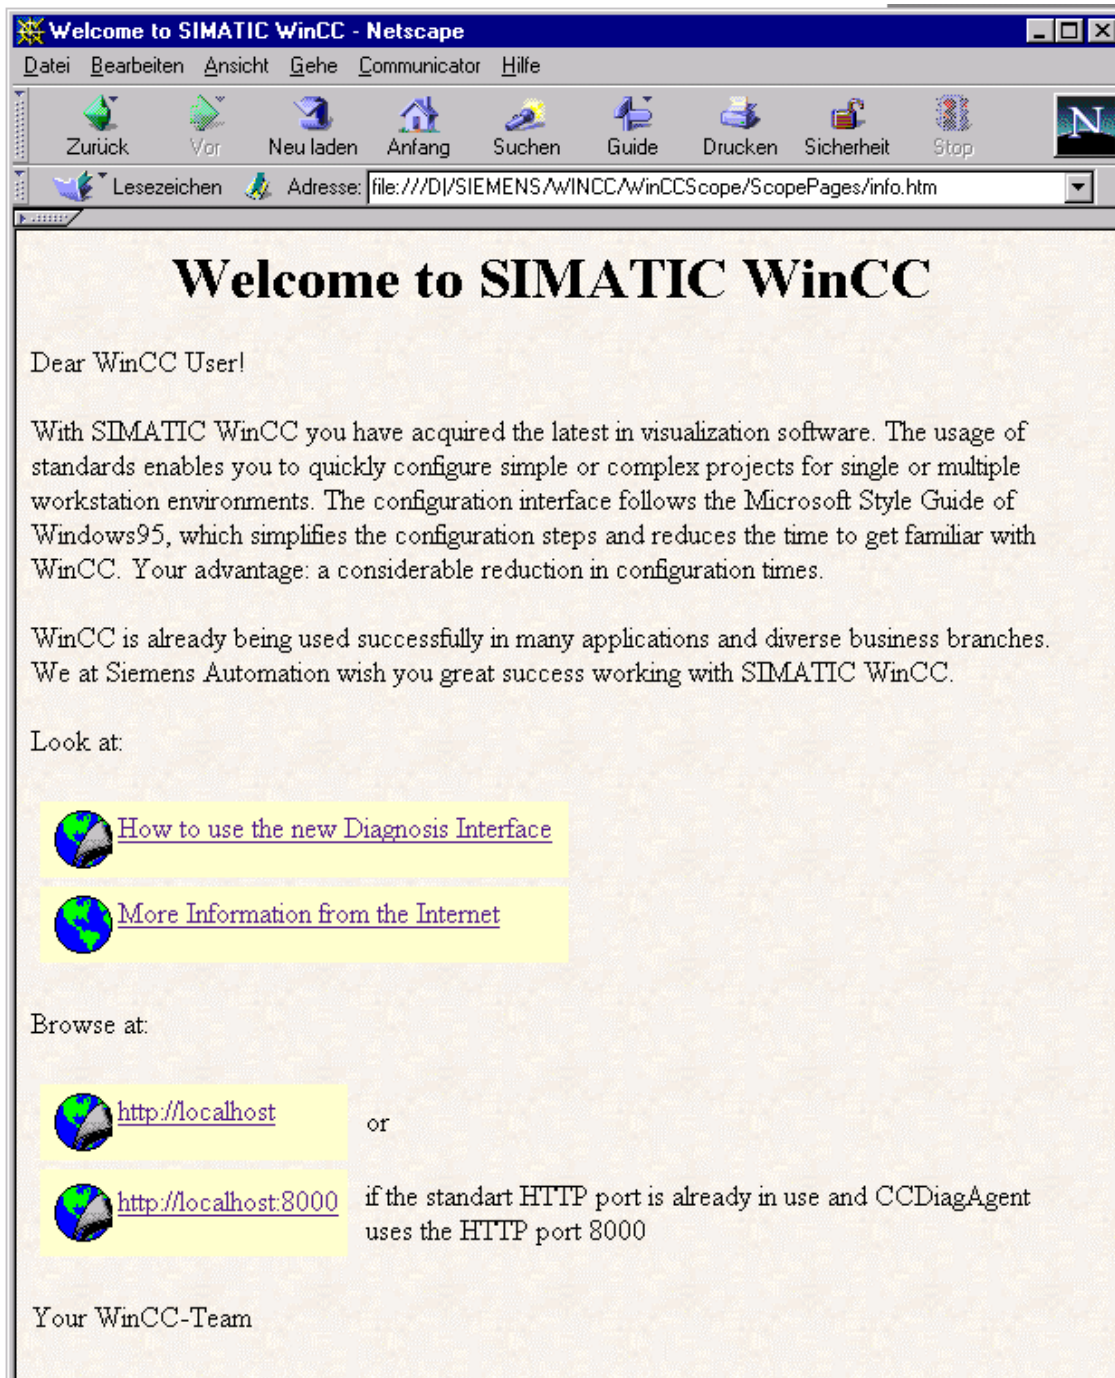 Welcome to SIMATIC WinCC - Netscape
Datei Bearbeiten Ansicht Gehe Communicator Hilfe
Zurück Vor Neu laden Anfang Suchen Guide Drucken Sicherheit Stop
N
Lesezeichen Adresse: file:///D|/SIEMENS/WINCC/WinCCScope/ScopePages/info.htm
Welcome to SIMATIC WinCC
Dear WinCC User!
With SIMATIC WinCC you have acquired the latest in visualization software. The usage of
standards enables you to quickly configure simple or complex projects for single or multiple
workstation environments. The configuration interface follows the Microsoft Style Guide of
Windows95, which simplifies the configuration steps and reduces the time to get familiar with
WinCC. Your advantage: a considerable reduction in configuration times.
WinCC is already being used successfully in many applications and diverse business branches.
We at Siemens Automation wish you great success working with SIMATIC WinCC.
Look at:
How to use the new Diagnosis Interface
More Information from the Internet
Browse at:
http://localhost or
http://localhost:8000 if the standart HTTP port is already in use and CCDiagAgent
uses the HTTP port 8000
Your WinCC-Team